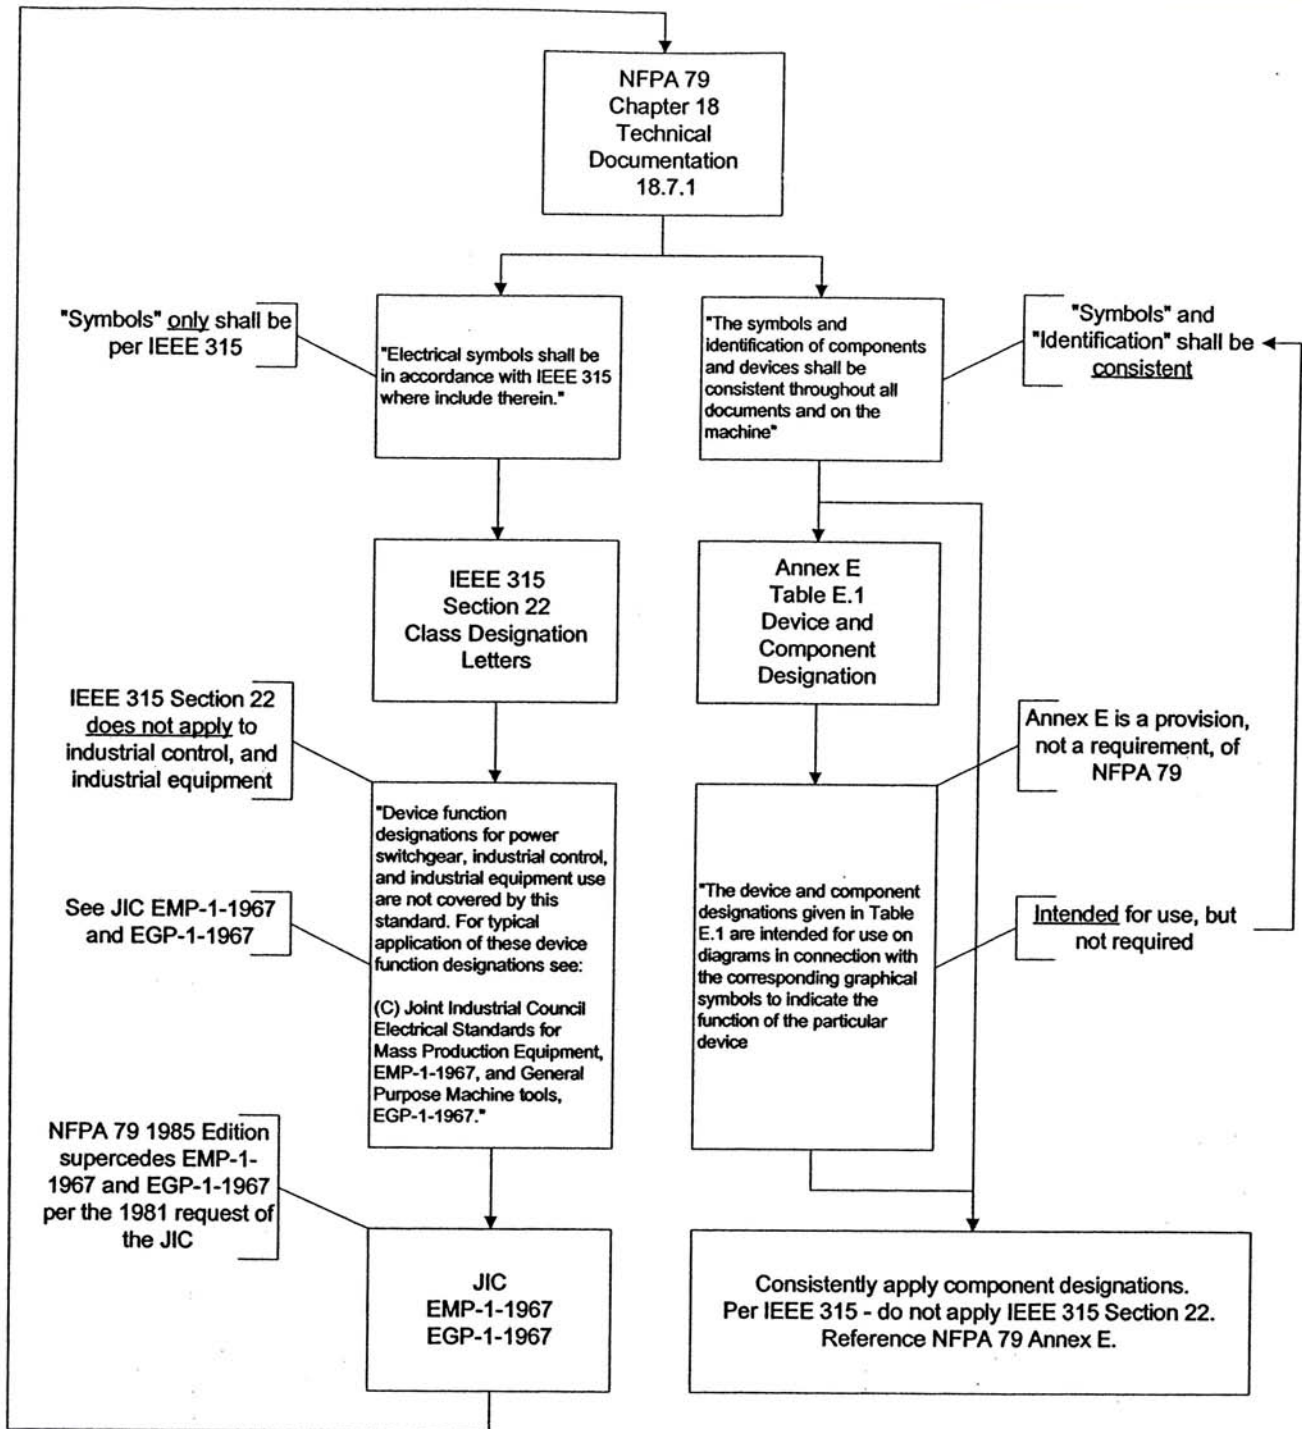 NFPA 79
Chapter 18
Technical
Documentation
18.7.1
"Symbols" only shall be
per IEEE 315
"Electrical symbols shall be
in accordance with IEEE 315
where include therein."
"The symbols and
identification of components
and devices shall be
consistent throughout all
documents and on the
machine"
"Symbols" and
"Identification" shall be
consistent
IEEE 315
Section 22
Class Designation
Letters
Annex E
Table E.1
Device and
Component
Designation
IEEE 315 Section 22
does not apply to
industrial control, and
industrial equipment
Annex E is a provision,
not a requirement, of
NFPA 79
"Device function
designations for power
switchgear, industrial control,
and industrial equipment use
are not covered by this
standard. For typical
application of these device
function designations see:
(C) Joint Industrial Council
Electrical Standards for
Mass Production Equipment,
EMP-1-1967, and General
Purpose Machine tools,
EGP-1-1967."
See JIC EMP-1-1967
and EGP-1-1967
"The device and component
designations given in Table
E.1 are intended for use on
diagrams in connection with
the corresponding graphical
symbols to indicate the
function of the particular
device
Intended for use, but
not required
NFPA 79 1985 Edition
supercedes EMP-1-
1967 and EGP-1-1967
per the 1981 request of
the JIC
JIC
EMP-1-1967
EGP-1-1967
Consistently apply component designations.
Per IEEE 315 - do not apply IEEE 315 Section 22.
Reference NFPA 79 Annex E.